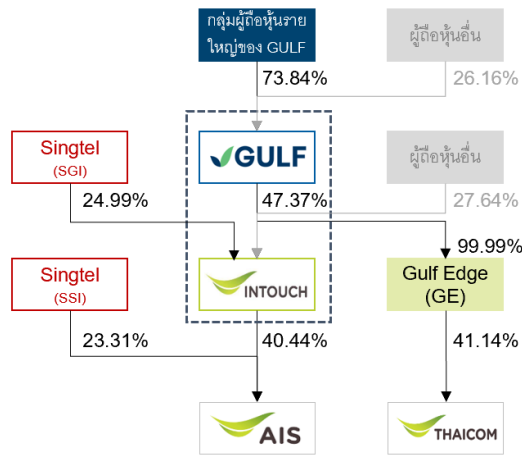 กลุ่มผู้ถือหุ้นราย
ใหญ่ของ GULF
ผู้ถือหุ้นอื่น
73.84%
26.16%
Singtel
(SGI)
GULF
ผู้ถือหุ้นอื่น
24.99%
47.37%
27.64%
99.99%
Singtel
(SSI)
INTOUCH
Gulf Edge
(GE)
23.31%
40.44%
41.14%
AIS
THAICOM